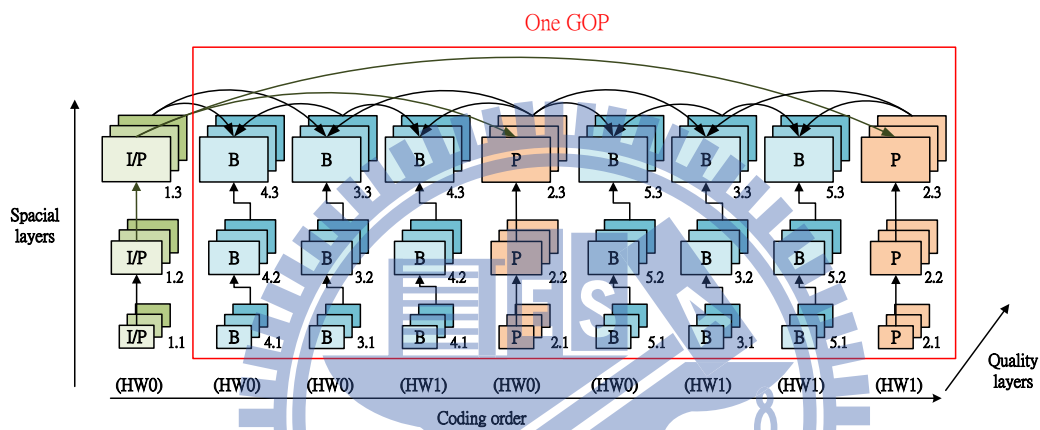 One GOP
Spacial
layers
I/P B B B P B B B P
1.3 4.3 3.3 4.3 2.3 5.3 3.3 5.3 2.3
I/P B B B P B B B P
1.2 4.2 3.2 4.2 2.2 5.2 3.2 5.2 2.2
I/P B B B P B B B P
1.1 4.1 3.1 4.1 2.1 5.1 3.1 5.1 2.1
Quality
layers
(HW0) (HW0) (HW0) (HW1) (HW0) (HW0) (HW1) (HW1) (HW1)
Coding order